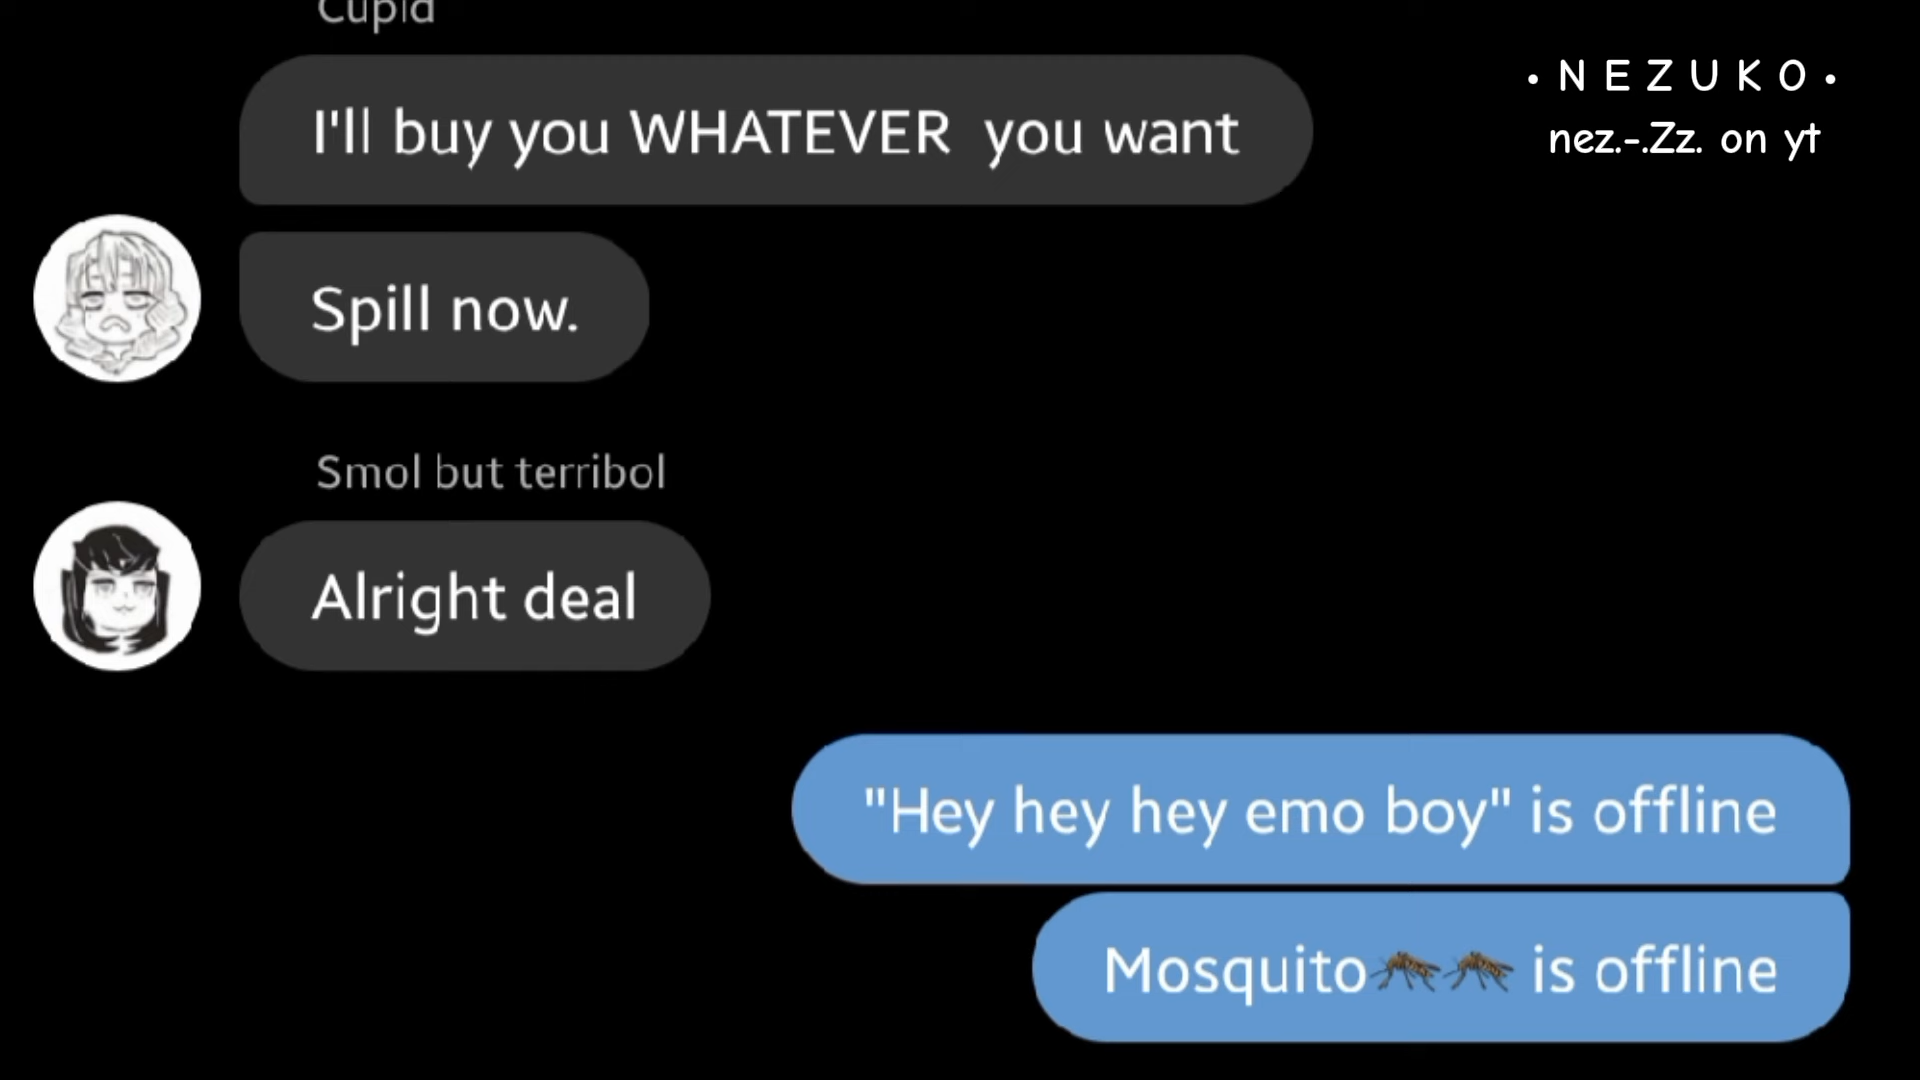 Cupid
• N E Z U K O •
nez.-.Zz. on yt
I'll buy you WHATEVER  you want
Spill now.
Smol but terribol
Alright deal
"Hey hey hey emo boy" is offline
Mosquito🦟🦟 is offline